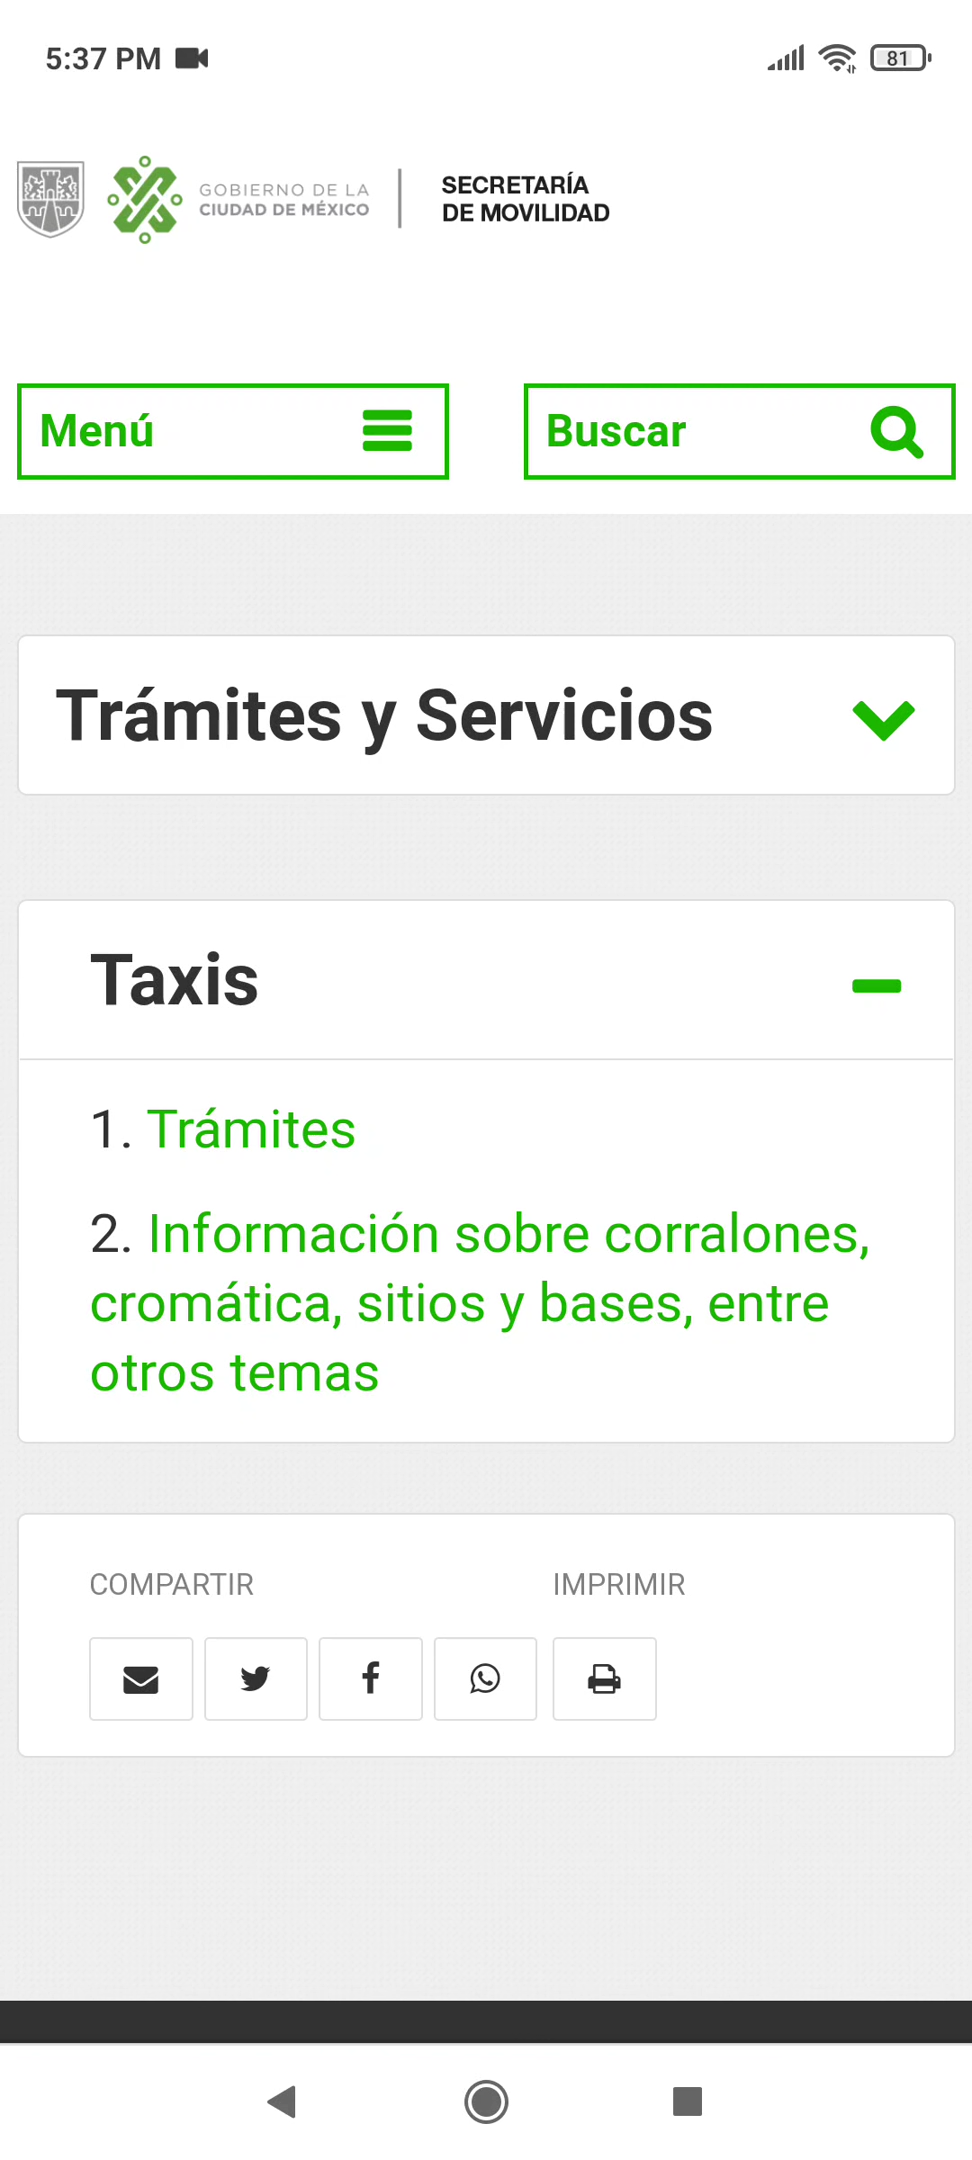 5:37 PM
81
GOBIERNO DE LA
CIUDAD DE MÉXICO
SECRETARÍA
DE MOVILIDAD
Menú
Buscar
Trámites y Servicios
Taxis
1. Trámites
2. Información sobre corralones,
cromática, sitios y bases, entre
otros temas
COMPARTIR
IMPRIMIR